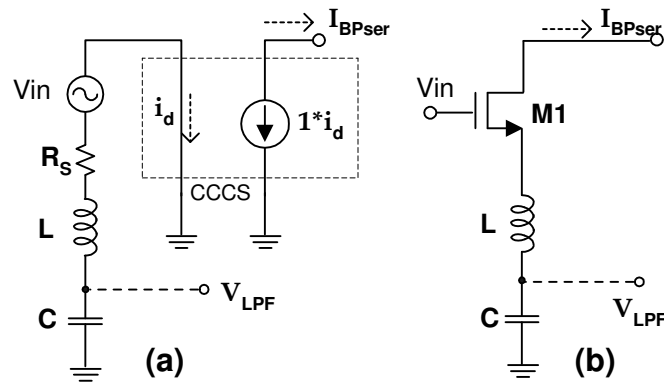 I_BPser
Vin
i_d
1*i_d
R_S
CCCS
L
V_LPF
C
(a)
I_BPser
Vin
M1
L
V_LPF
C
(b)